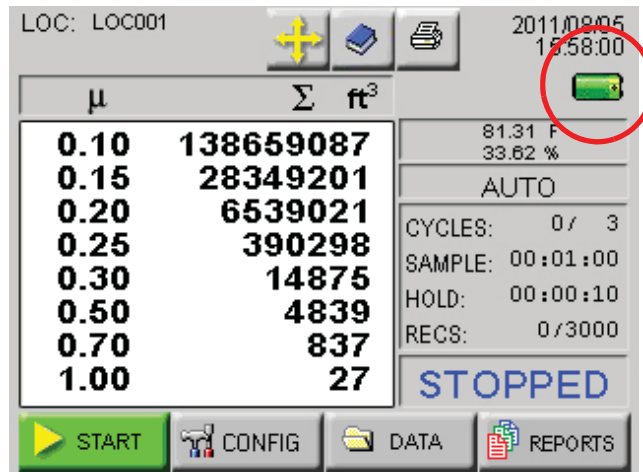 LOC: LOC001
2011/08/05
15:58:00
µ Σ ft³
81.31 F
33.62 %
0.10 138659087
0.15 28349201
0.20 6539021
0.25 390298
0.30 14875
0.50 4839
0.70 837
1.00 27
AUTO
CYCLES: 0/ 3
SAMPLE: 00:01:00
HOLD: 00:00:10
RECS: 0/3000
STOPPED
START
CONFIG
DATA
REPORTS